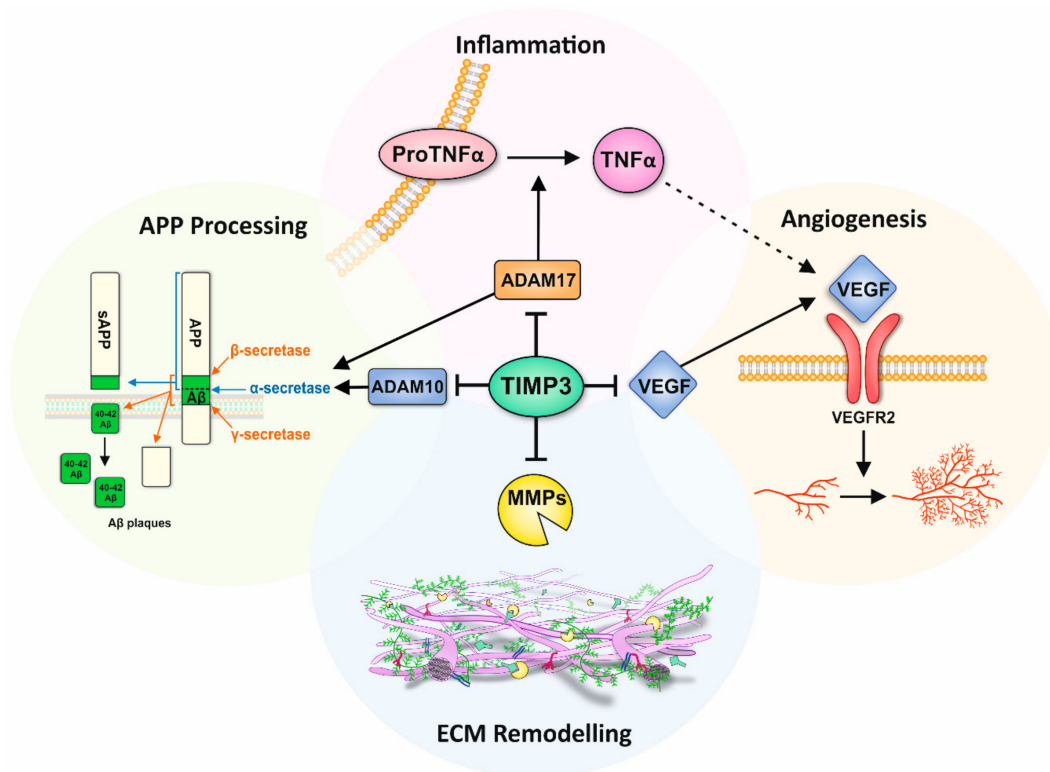 Inflammation
ProTNFα
TNFα
APP Processing
Angiogenesis
ADAM17
VEGF
sAPP
APP
β-secretase
α-secretase
Aβ
γ-secretase
ADAM10
TIMP3
VEGF
VEGFR2
40-42
Aβ
40-42
Aβ
40-42
Aβ
Aβ plaques
MMPs
ECM Remodelling